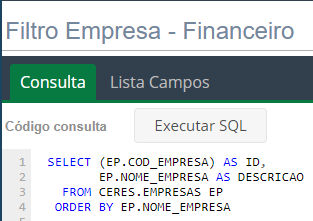 Filtro Empresa - Financeiro
Consulta Lista Campos
Código consulta Executar SQL
1 SELECT (EP.COD_EMPRESA) AS ID,
2 EP.NOME_EMPRESA AS DESCRICAO
3 FROM CERES.EMPRESAS EP
4 ORDER BY EP.NOME_EMPRESA